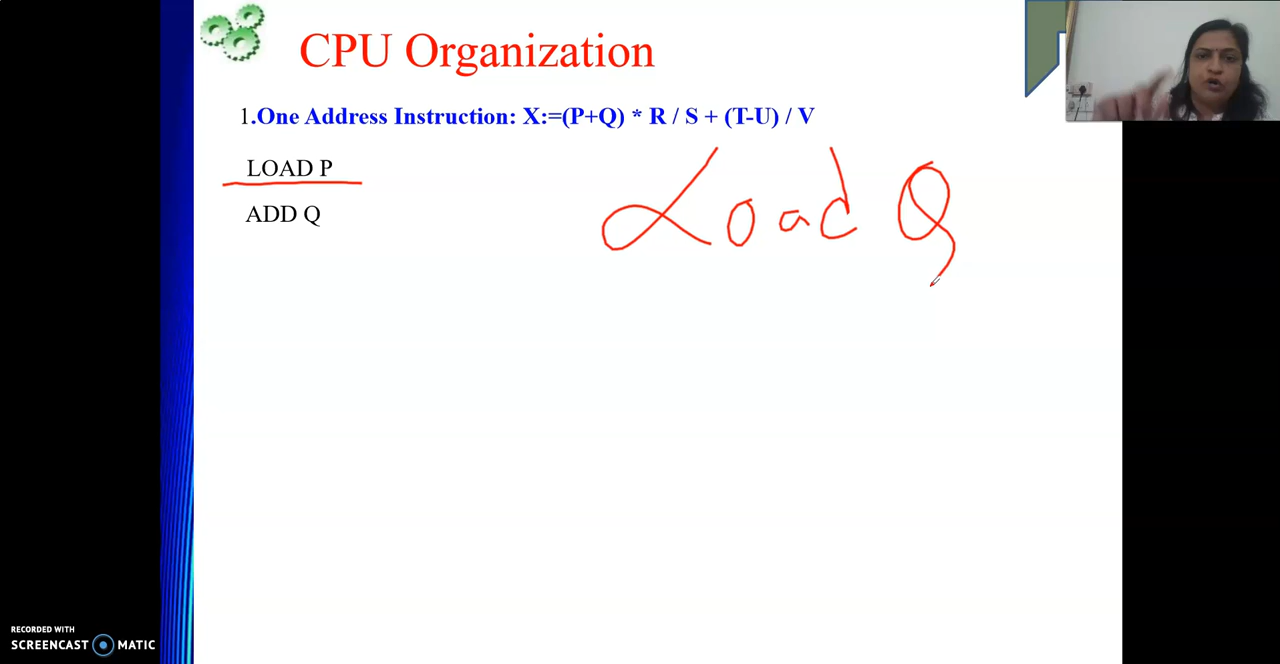 CPU Organization
1.One Address Instruction: X:=(P+Q) * R / S + (T-U) / V
LOAD P
ADD Q
Load Q
RECORDED WITH
SCREENCAST MATIC